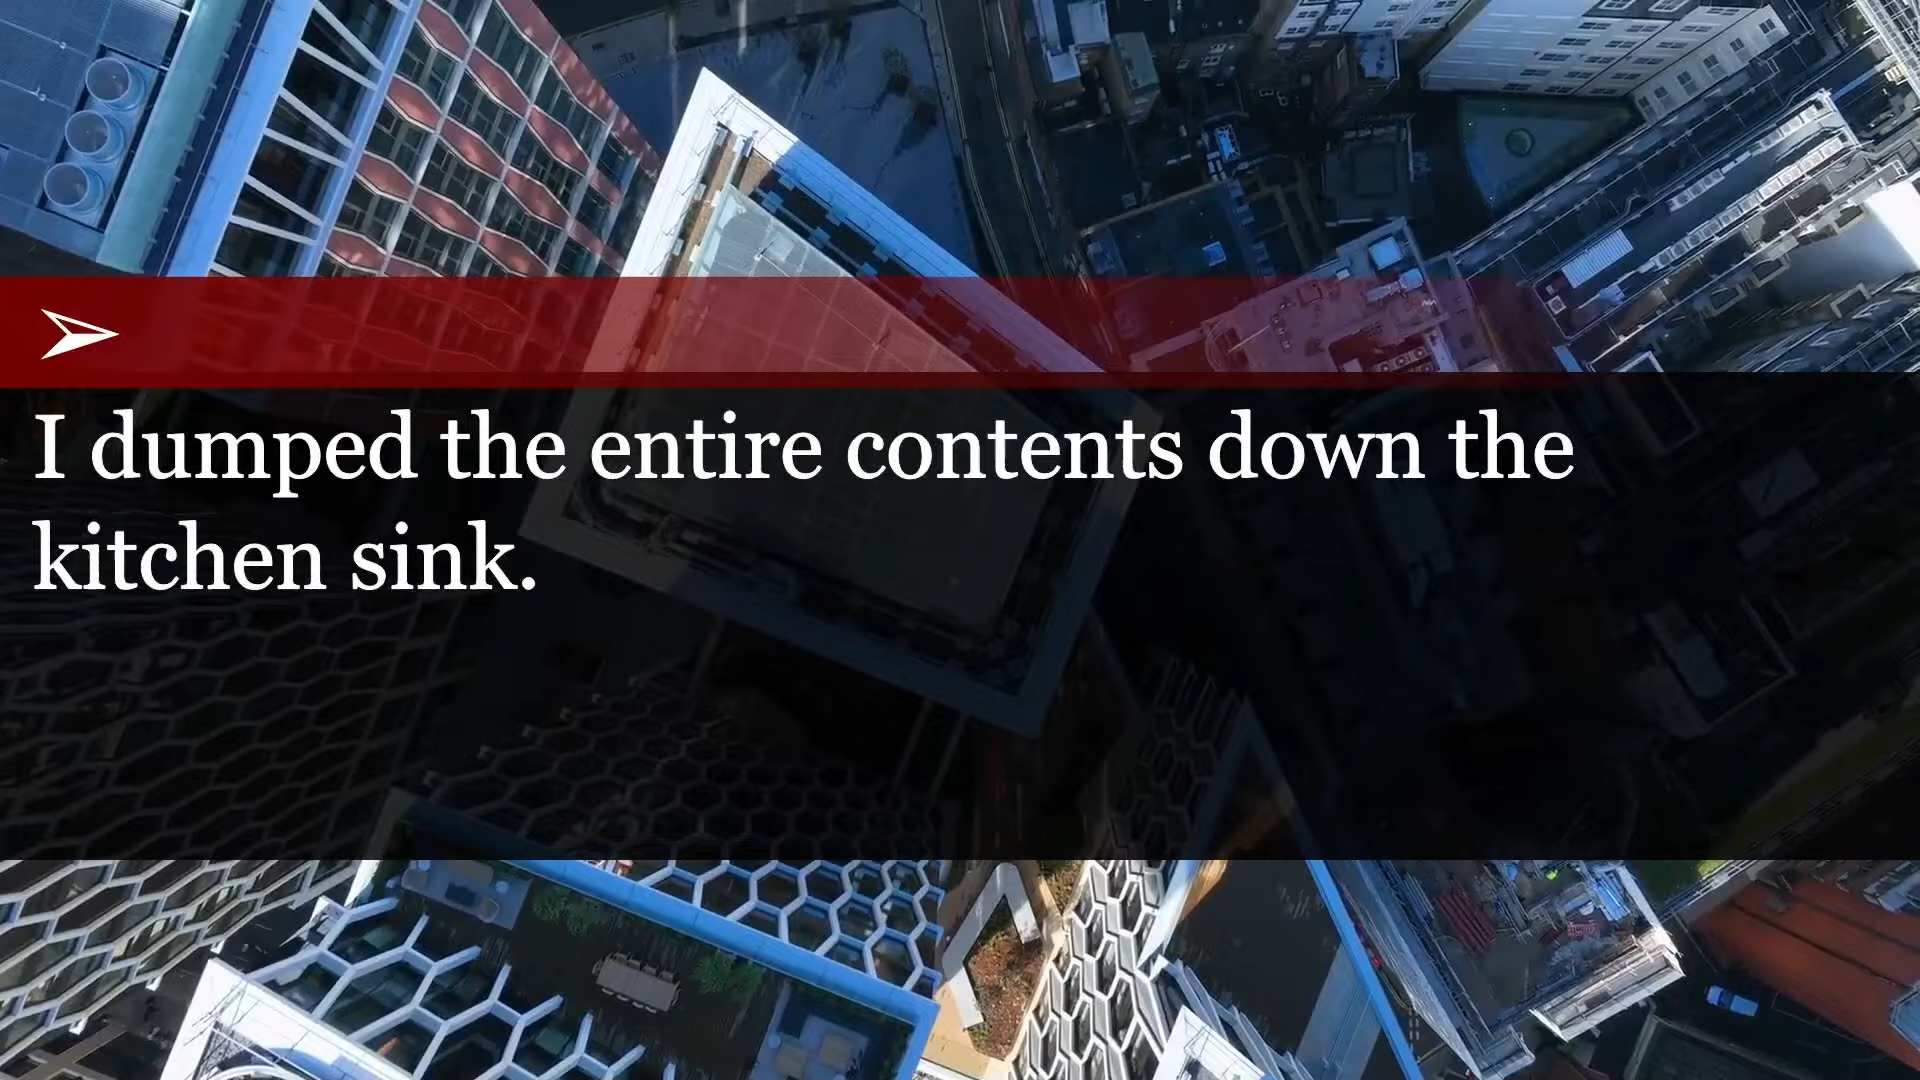 I dumped the entire contents down the
kitchen sink.